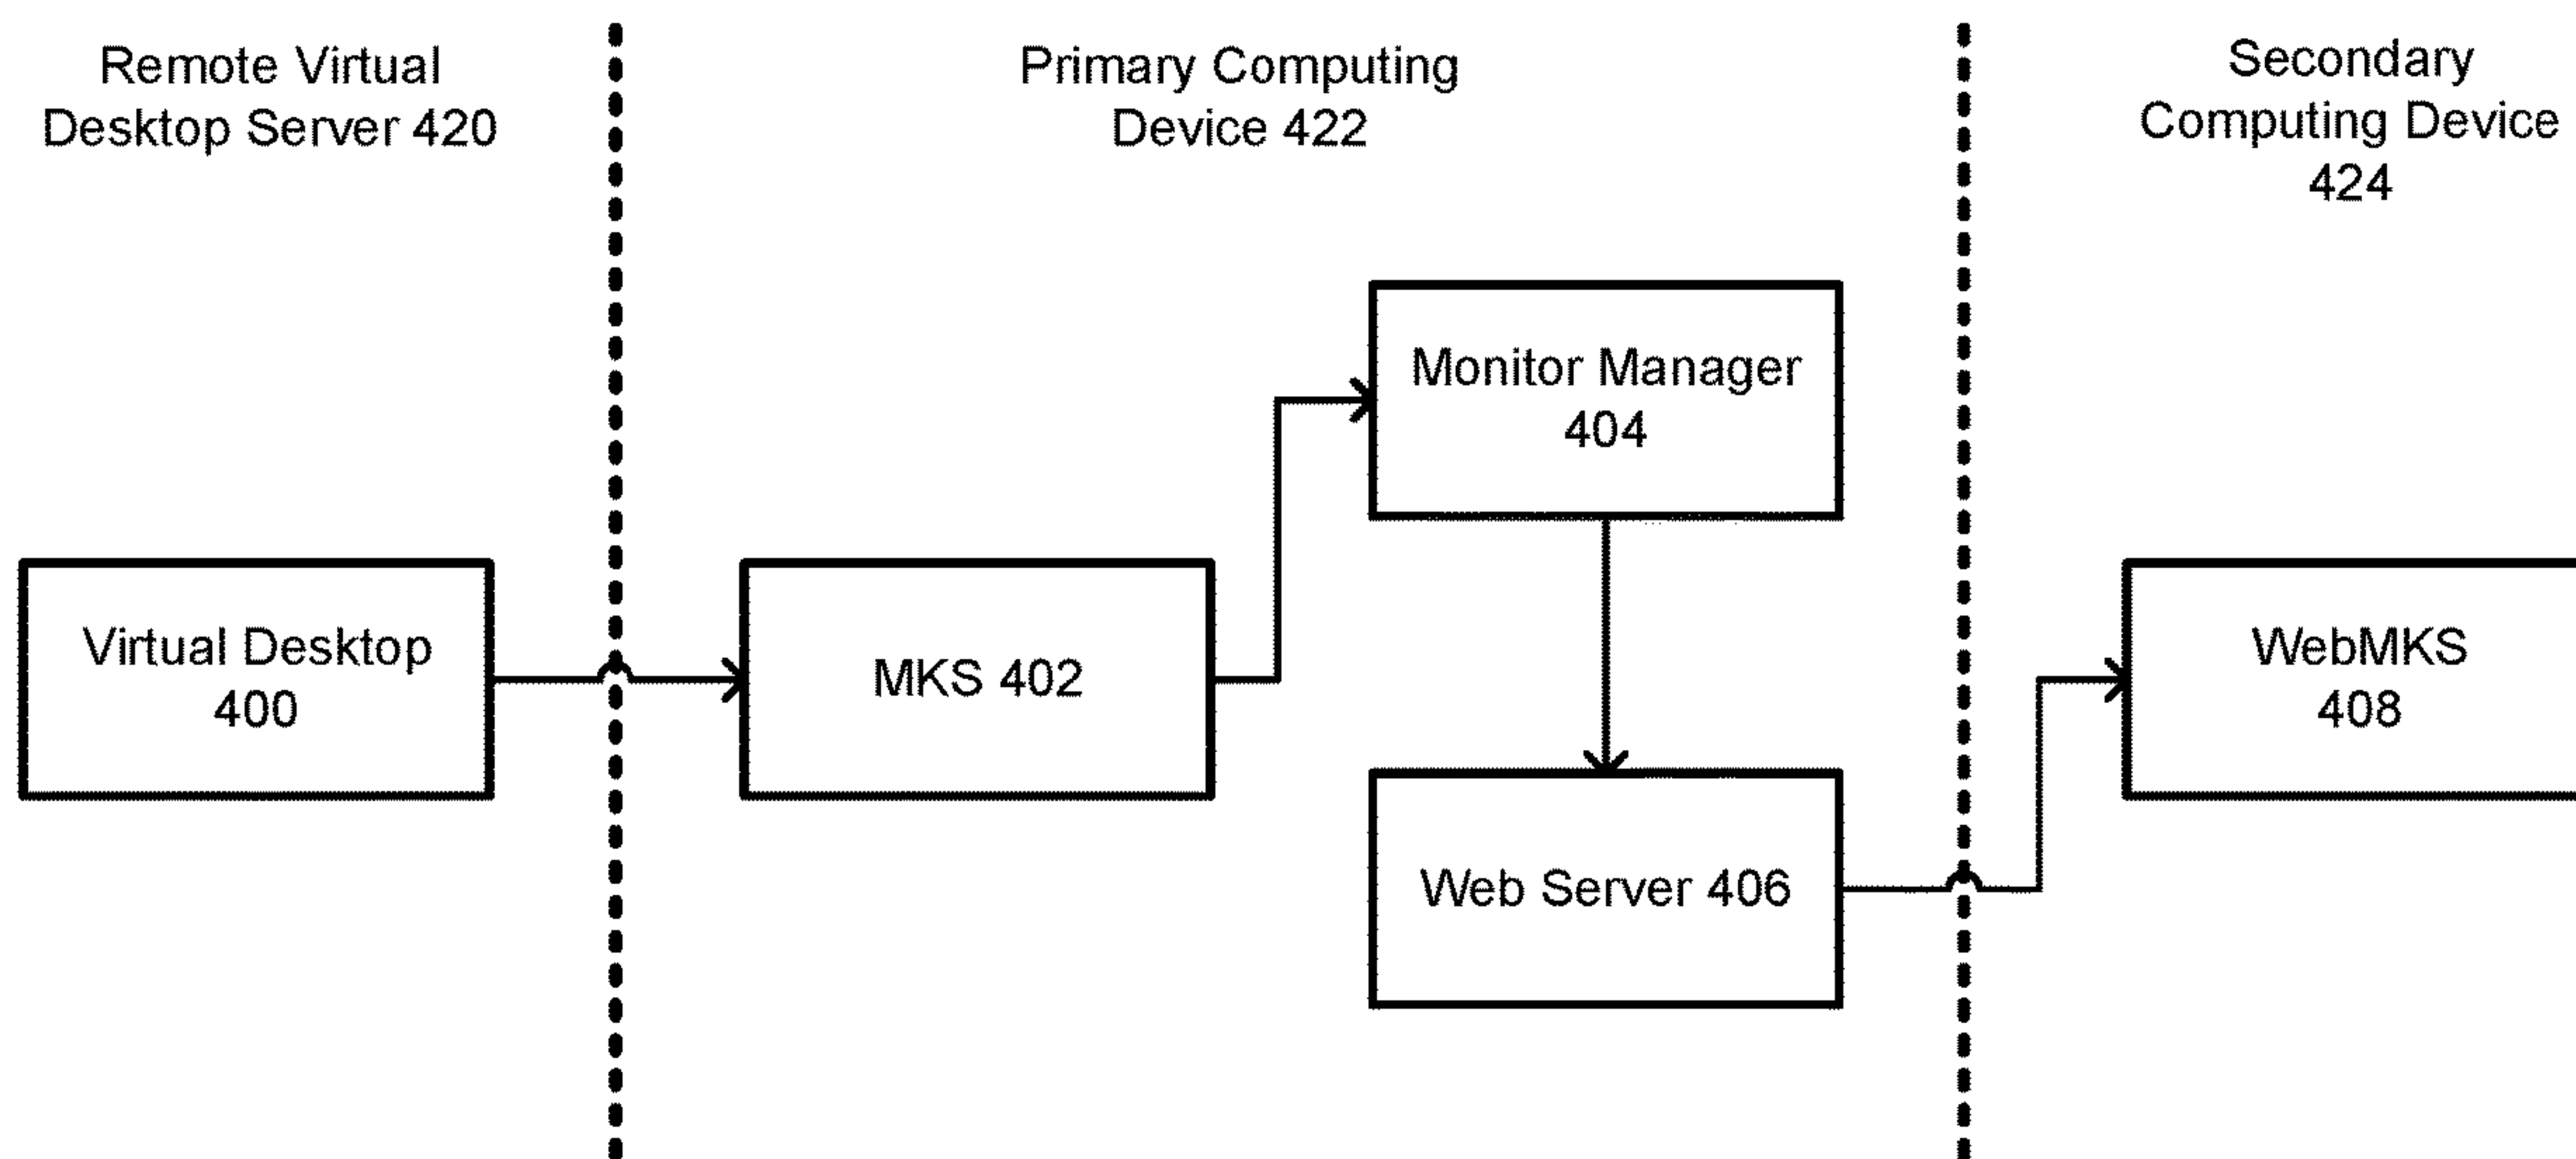 Remote Virtual
Desktop Server 420
Primary Computing
Device 422
Secondary
Computing Device
424
Monitor Manager
404
Virtual Desktop
400
MKS 402
WebMKS
408
Web Server 406